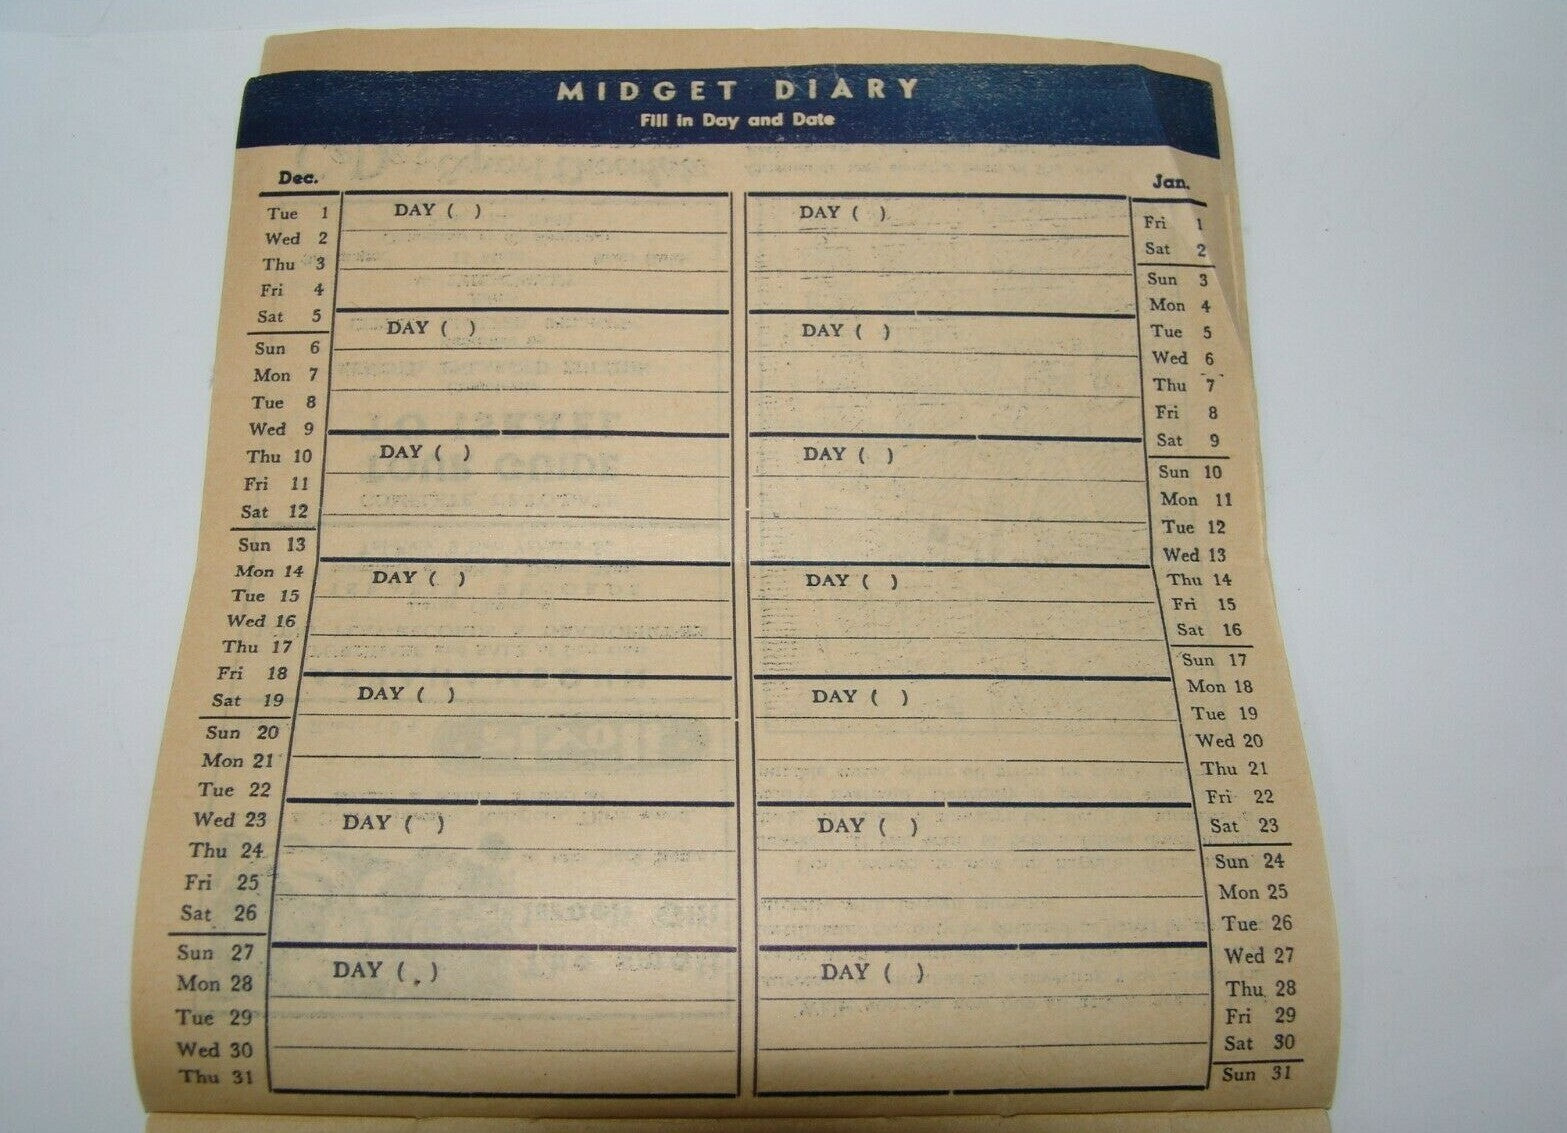 MIDGET DIARY
Fill in Day and Date
Dec.
Tue 1
Wed 2
Thu 3
Fri 4
Sat 5
Sun 6
Mon 7
Tue 8
Wed 9
Thu 10
Fri 11
Sat 12
Sun 13
Mon 14
Tue 15
Wed 16
Thu 17
Fri 18
Sat 19
Sun 20
Mon 21
Tue 22
Wed 23
Thu 24
Fri 25
Sat 26
Sun 27
Mon 28
Tue 29
Wed 30
Thu 31
DAY ( )
DAY ( )
DAY ( )
DAY ( )
DAY ( )
DAY ( )
DAY ( )
DAY ( )
DAY ( )
DAY ( )
DAY ( )
DAY ( )
DAY ( )
DAY ( )
Jan.
Fri 1
Sat 2
Sun 3
Mon 4
Tue 5
Wed 6
Thu 7
Fri 8
Sat 9
Sun 10
Mon 11
Tue 12
Wed 13
Thu 14
Fri 15
Sat 16
Sun 17
Mon 18
Tue 19
Wed 20
Thu 21
Fri 22
Sat 23
Sun 24
Mon 25
Tue 26
Wed 27
Thu 28
Fri 29
Sat 30
Sun 31